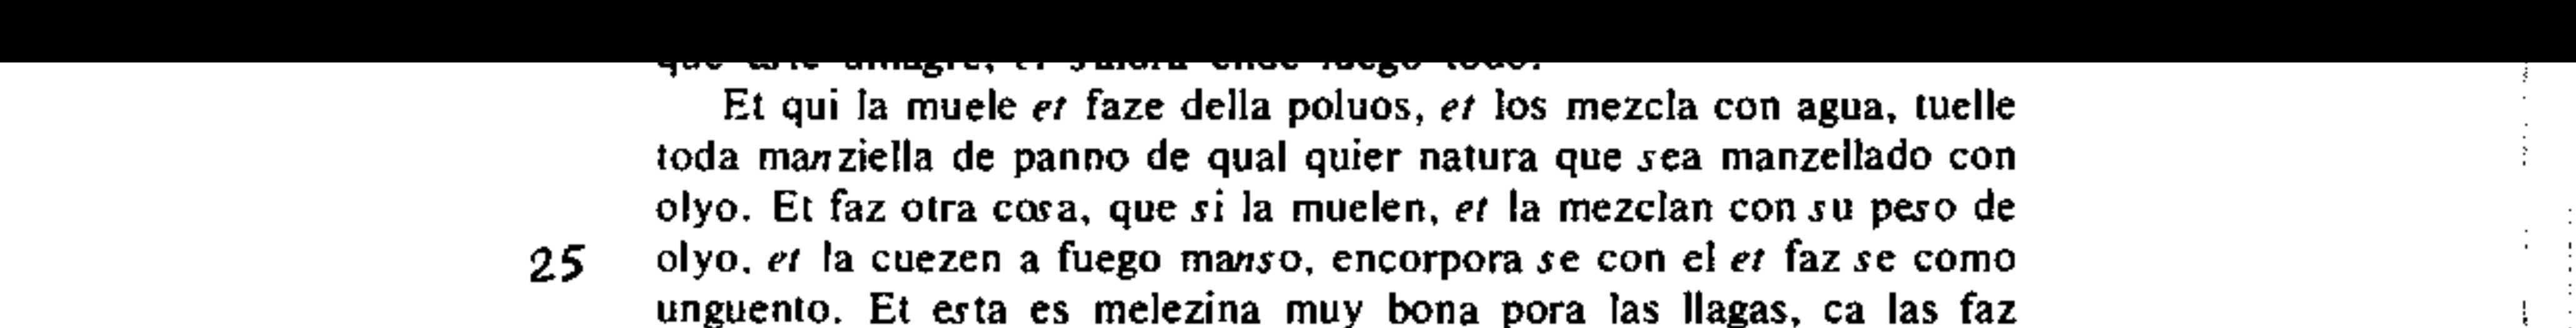 Et qui la muele et faze della poluos, et los mezcla con agua, tuelle
toda manziella de panno de qual quier natura que sea manzellado con
olyo. Et faz otra cosa, que si la muelen, et la mezclan con su peso de
25 olyo, et la cuezen a fuego manso, encorpora se con el et faz se como
unguento. Et esta es melezina muy bona pora las llagas, ca las faz